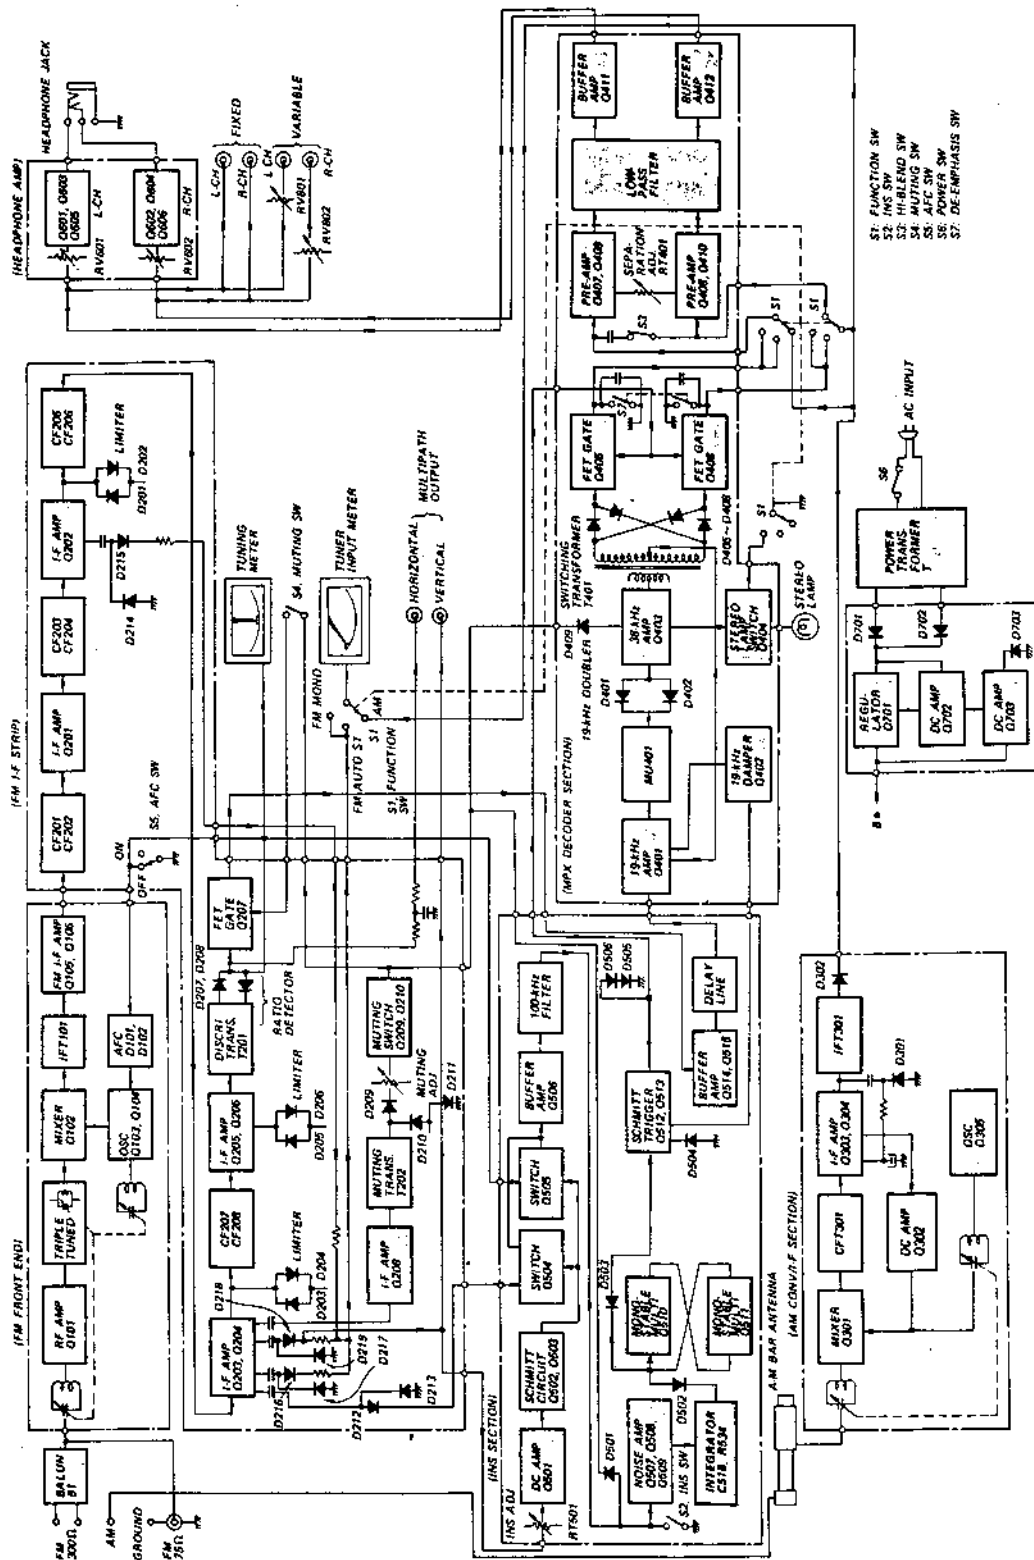 (FM FRONT END)
FM
300Ω
BALUN
B1
AM
GROUND
FM
75Ω
RF AMP
Q101
TRIPLE
TUNED
MIXER
Q102
IFT101
FM I-F AMP
Q105, Q106
OSC
Q103, Q104
AFC
D101,
D102
ON
OFF
S5, AFC SW
(FM I-F STRIP)
CF201
CF202
I-F AMP
Q201
CF203
CF204
I-F AMP
Q202
CF205
CF206
D214
D215
LIMITER
D201
D202
I-F AMP
Q203, Q204
CF207
CF208
I-F AMP
Q205, Q206
DISCRI
TRANS.
T201
D207, D208
RATIO
DETECTOR
FET
GATE
Q207
D218
LIMITER
D203
D204
LIMITER
D205
D206
D216
D219
D217
D212
D213
I-F AMP
Q208
MUTING
TRANS.
T202
D209
D210
MUTING
ADJ
D211
MUTING
SWITCH
Q209, Q210
TUNING
METER
S4, MUTING SW
TUNER
INPUT METER
FM MONO
FM AUTO ST
AM
S1
S1, FUNCTION
SW
HORIZONTAL
VERTICAL
MULTIPATH
OUTPUT
(HEADPHONE AMP)
RV601
Q601, Q603
Q605
L-CH
RV602
Q602, Q604
Q606
R-CH
HEADPHONE JACK
L-CH
R-CH
FIXED
L-CH
R-CH
VARIABLE
RV801
RV802
(INS SECTION)
INS ADJ
RT501
DC AMP
Q501
SCHMITT
CIRCUIT
Q502, Q503
SWITCH
Q504
SWITCH
Q505
BUFFER
AMP
Q506
100-kHz
FILTER
D501
NOISE AMP
Q507, Q508,
Q509
S2, INS SW
INTEGRATOR
C518, R534
D502
D503
MONO-
STABLE
MULTI
Q510
MONO-
STABLE
MULTI
Q511
SCHMITT
TRIGGER
Q512, Q513
D504
D506
D505
BUFFER
AMP
Q514, Q515
DELAY
LINE
(MPX DECODER SECTION)
19-kHz
AMP
Q401
MU401
19-kHz
DAMPER
Q402
19-kHz DOUBLER
D401
D402
D409
38-kHz
AMP
Q403
SWITCHING
TRANSFORMER
T401
STEREO
LAMP
SWITCH
Q404
STEREO
LAMP
D405~D408
FET GATE
Q405
FET GATE
Q406
S7
S1
S3
PRE-AMP
Q407, Q409
SEPA-
RATION
ADJ.
RT401
PRE-AMP
Q408, Q410
LOW-
PASS
FILTER
BUFFER
AMP
Q411
BUFFER
AMP
Q412
S1
S1
S1: FUNCTION SW
S2: INS SW
S3: HI-BLEND SW
S4: MUTING SW
S5: AFC SW
S6: POWER SW
S7: DE-EMPHASIS SW
AM BAR ANTENNA
(AM CONV/I-F SECTION)
MIXER
Q301
CFT301
I-F AMP
Q303, Q304
IFT301
D302
DC AMP
Q302
D201
OSC
Q305
REGU-
LATOR
Q701
DC AMP
Q702
DC AMP
Q703
D701
D702
D703
POWER
TRANS-
FORMER
T
S6
AC INPUT